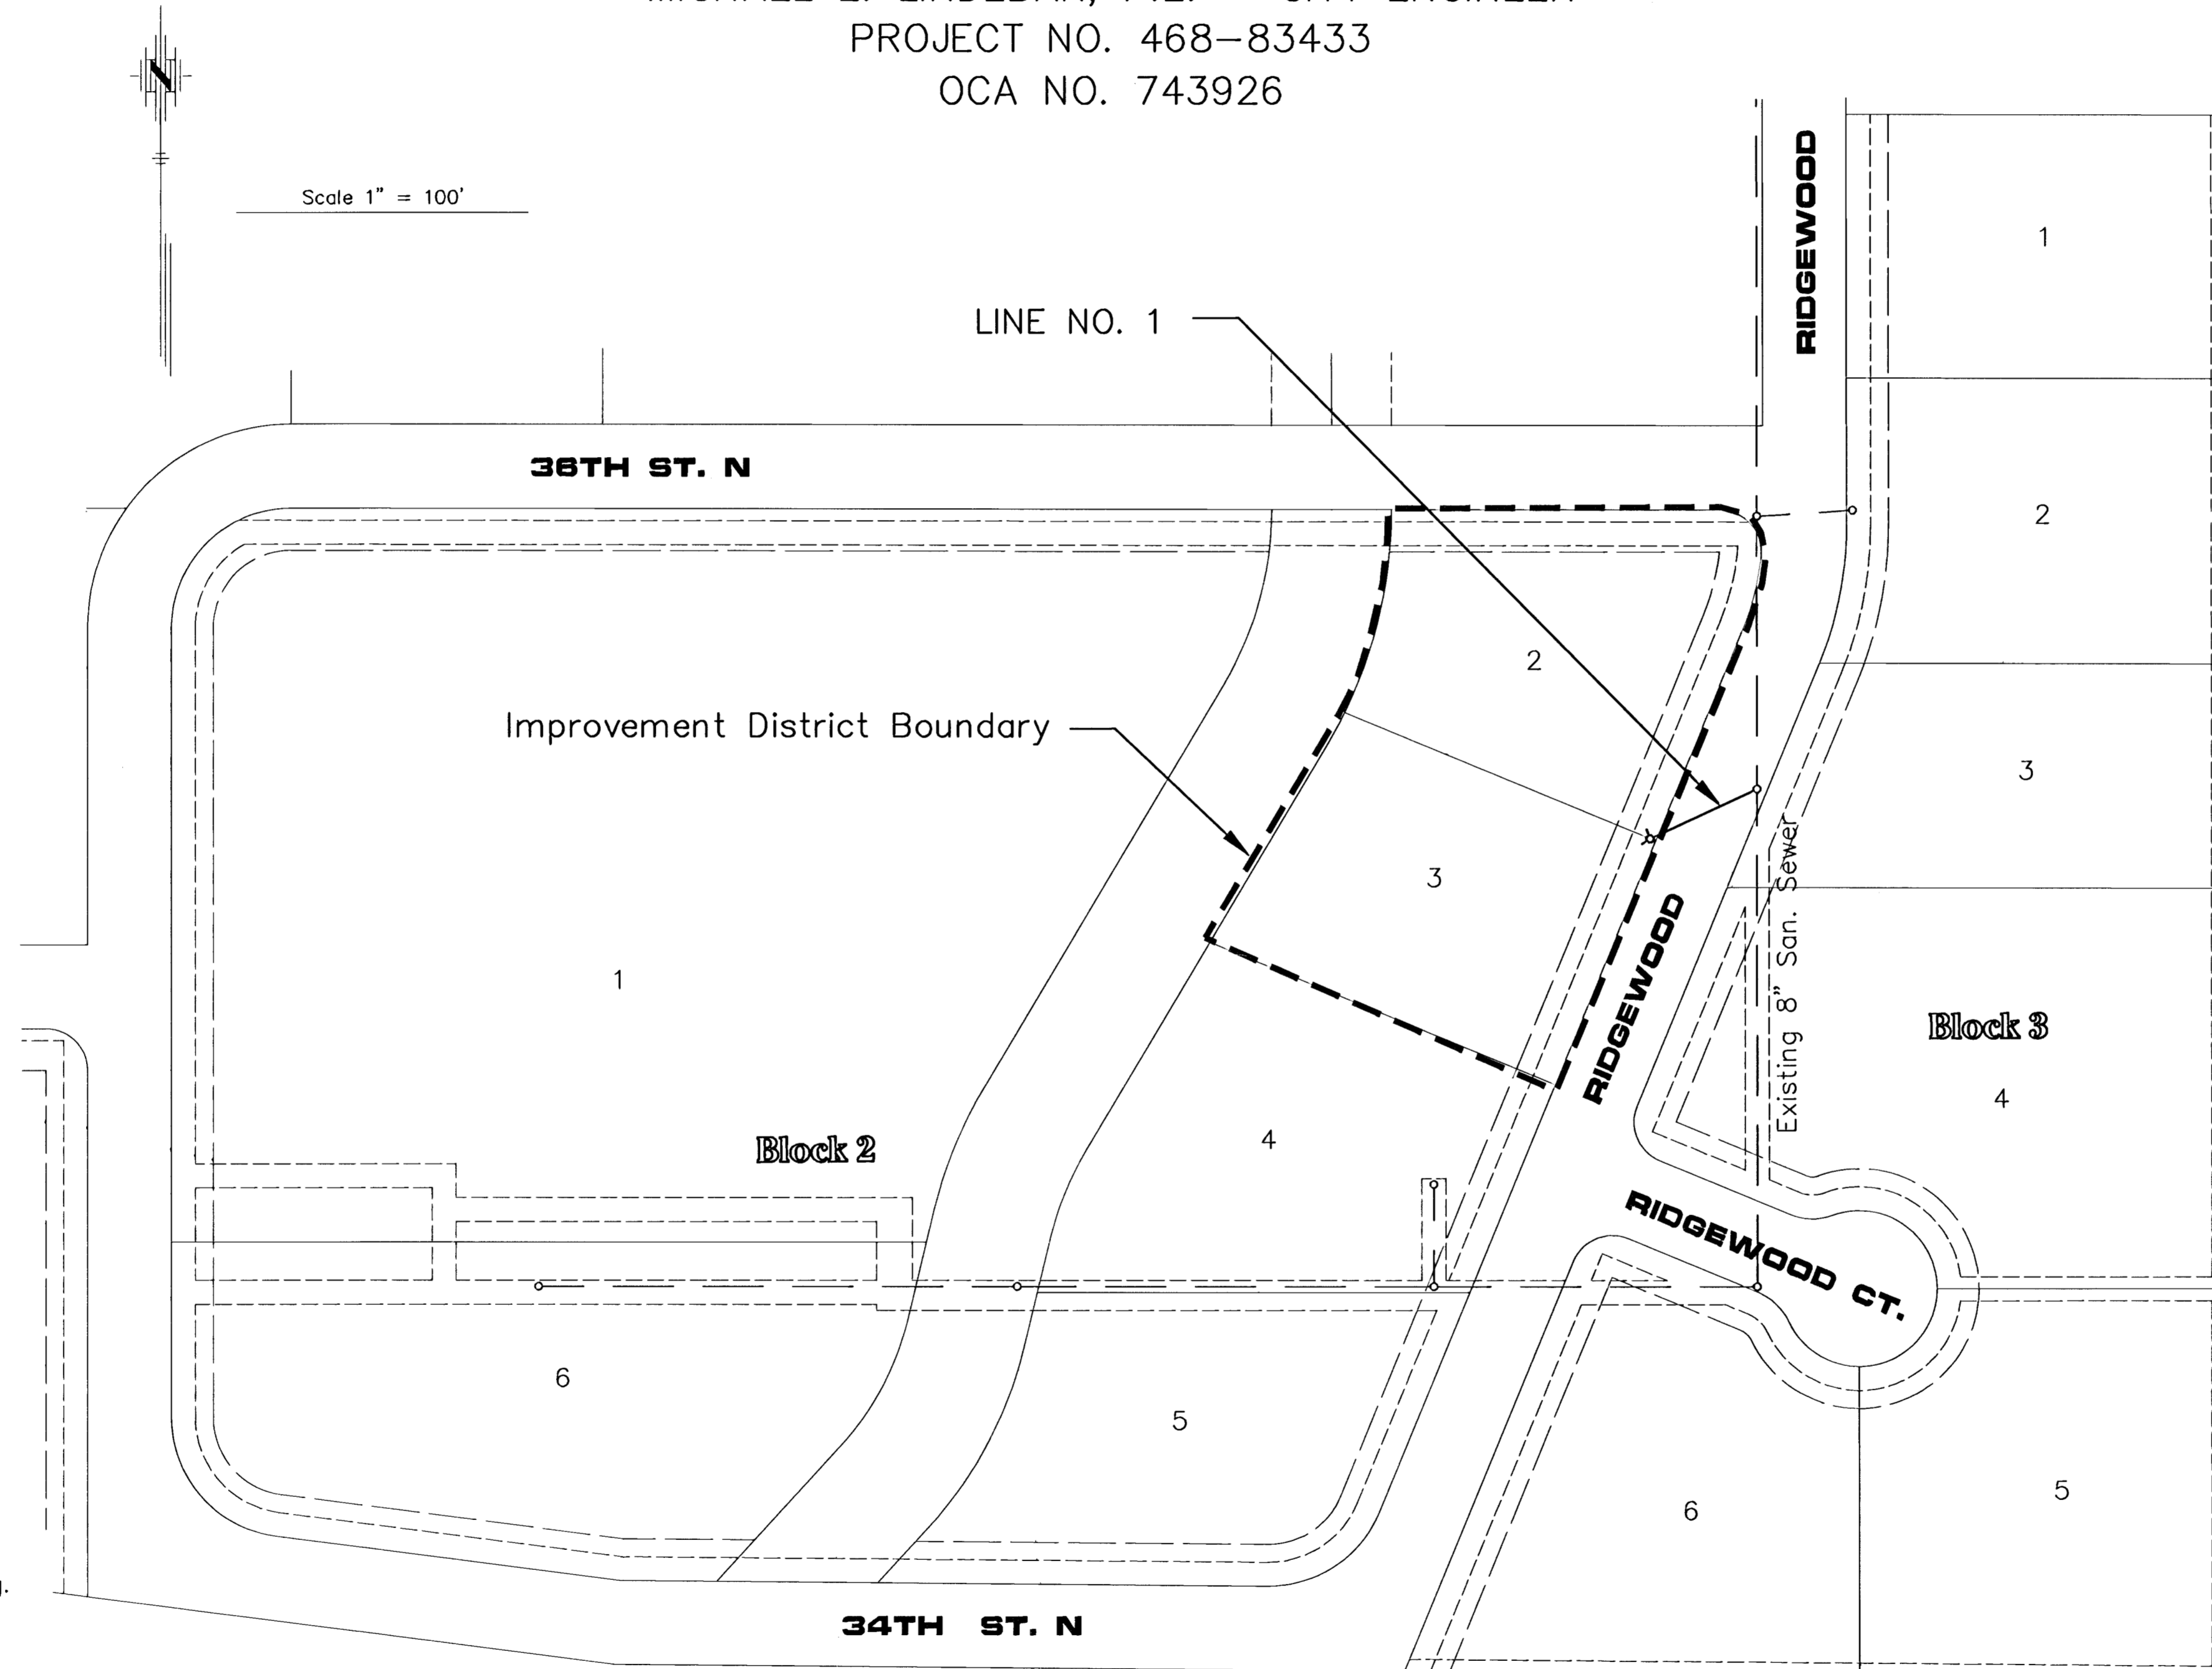 PROJECT NO. 468–83433
OCA NO. 743926
N
Scale 1" = 100'
RIDGEWOOD
1
LINE NO. 1
36TH ST. N
2
2
Improvement District Boundary
3
3
Existing 8" San. Sewer
RIDGEWOOD
1
Block 3
4
Block 2
4
RIDGEWOOD CT.
6
5
5
6
34TH ST. N